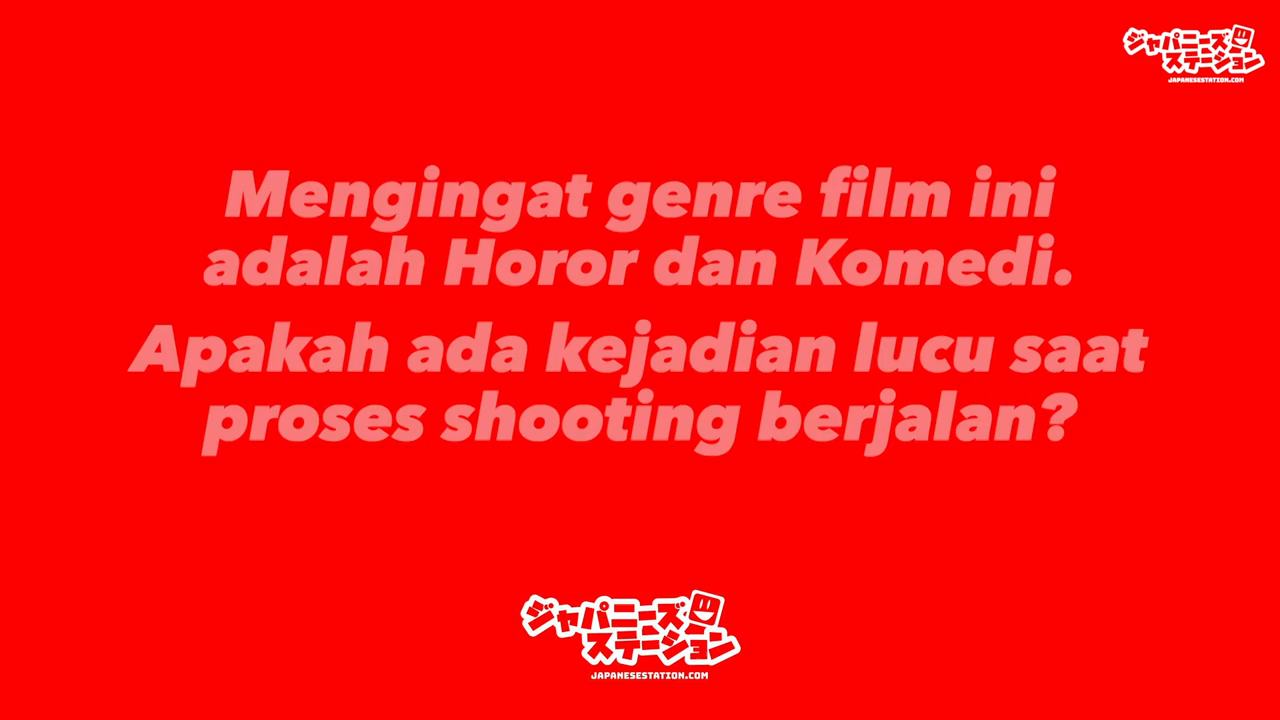 ジャパニーズ
ステーション
JAPANESESTATION.COM
Mengingat genre film ini
adalah Horor dan Komedi.
Apakah ada kejadian lucu saat
proses shooting berjalan?
ジャパニーズ
ステーション
JAPANESESTATION.COM